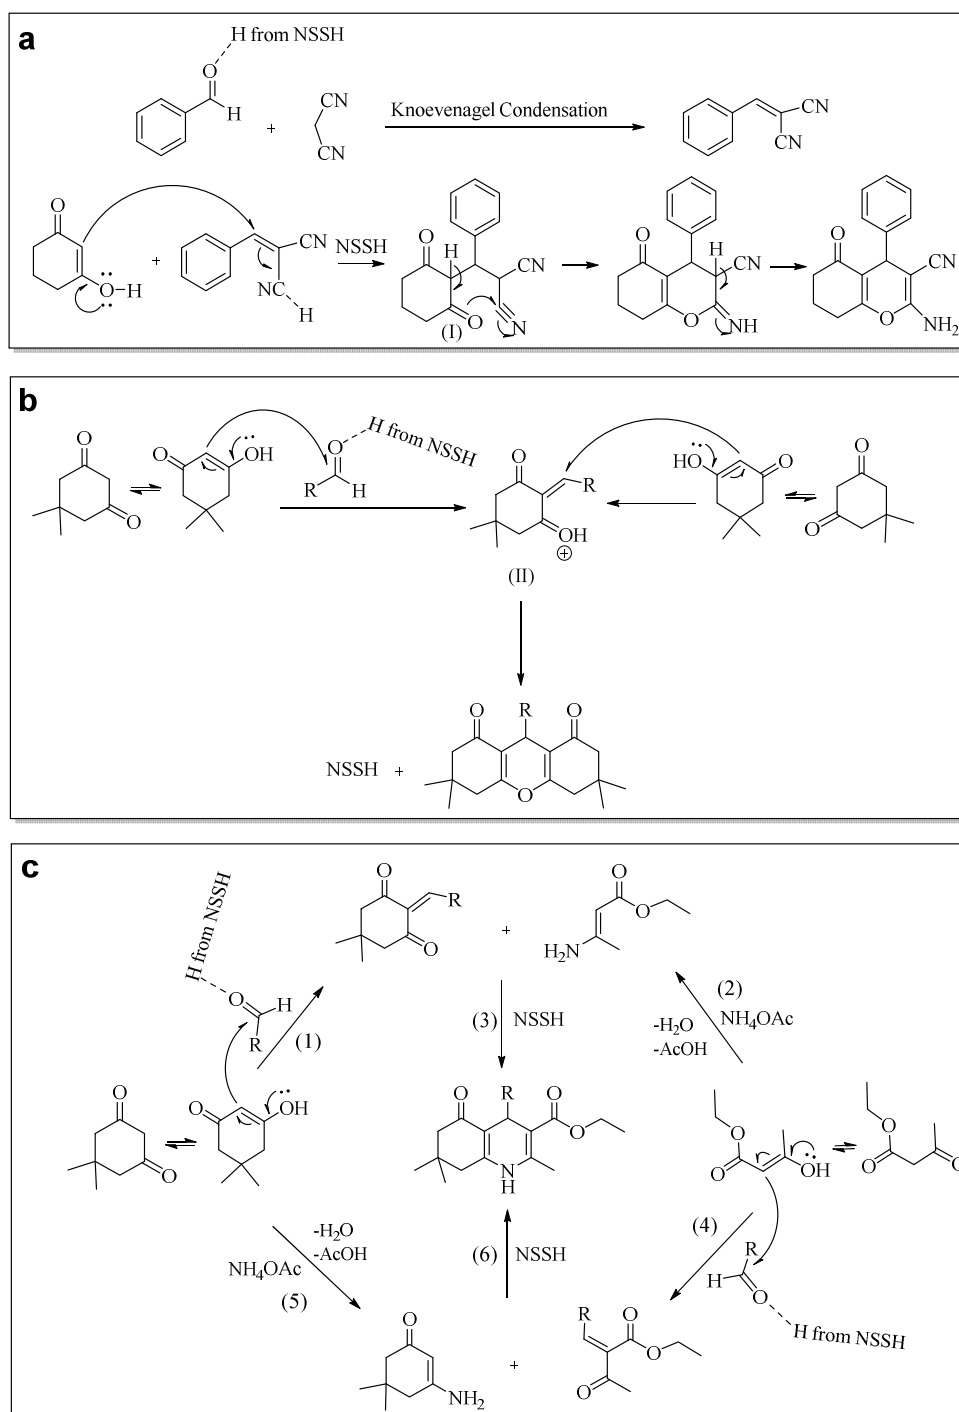 a
H from NSSH
O
H
+
CN
CN
Knoevenagel Condensation
CN
CN
O
O-H
+
CN
NC
H
NSSH
O
H
CN
O
N
(I)
O
H
CN
O
NH
O
CN
O
NH2
b
O
O
O
OH
O
R
H
H from NSSH
O
R
OH
(II)
HO
O
O
O
NSSH
+
O
R
O
O
c
H from NSSH
O
H
R
(1)
O
R
O
+
O
O
H2N
(2)
NH4OAc
-H2O
-AcOH
(3)
NSSH
O
O
O
OH
O
R
O
O
N
H
O
O
OH
O
O
O
-H2O
-AcOH
NH4OAc
(5)
(6)
NSSH
(4)
R
H
O
H from NSSH
O
NH2
+
R
O
O
O